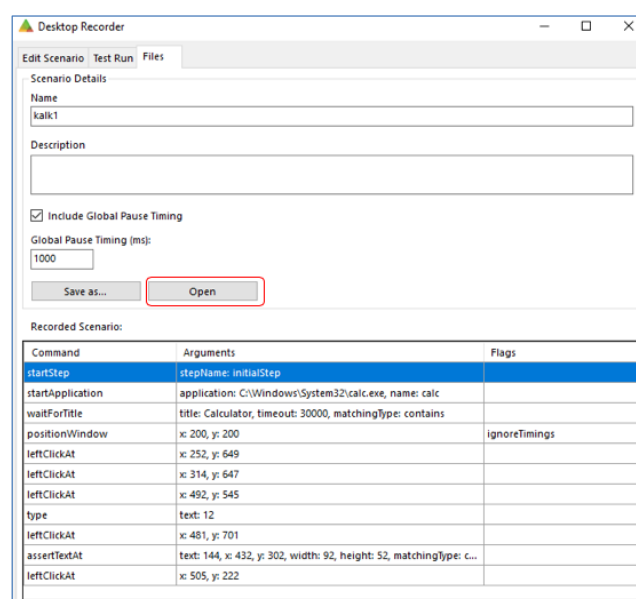 Desktop Recorder
Edit Scenario Test Run Files
Scenario Details
Name
kalk1
Description
Include Global Pause Timing
Global Pause Timing (ms):
1000
Save as... Open
Recorded Scenario:
Command Arguments Flags
startStep stepName: initialStep
startApplication application: C:\Windows\System32\calc.exe, name: calc
waitForTitle title: Calculator, timeout: 30000, matchingType: contains
positionWindow x: 200, y: 200 ignoreTimings
leftClickAt x: 252, y: 649
leftClickAt x: 314, y: 647
leftClickAt x: 492, y: 545
type text: 12
leftClickAt x: 481, y: 701
assertTextAt text: 144, x: 432, y: 302, width: 92, height: 52, matchingType: c...
leftClickAt x: 505, y: 222